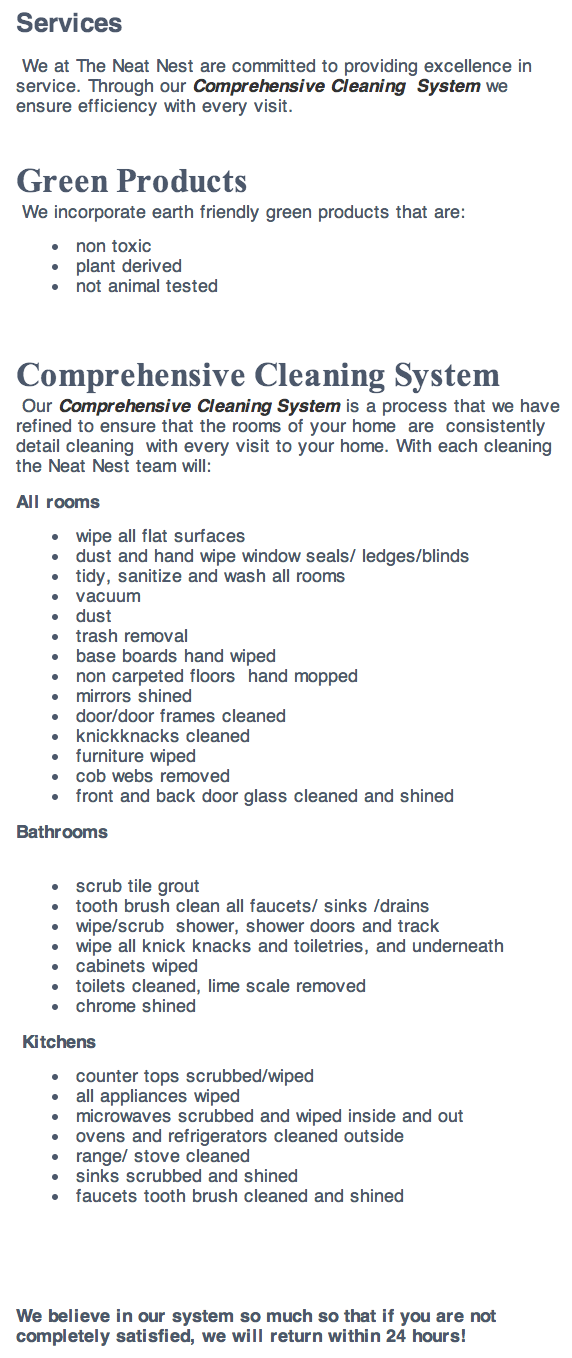 Services
We at The Neat Nest are committed to providing excellence in
service. Through our Comprehensive Cleaning System we
ensure efficiency with every visit.
Green Products
We incorporate earth friendly green products that are:
• non toxic
• plant derived
• not animal tested
Comprehensive Cleaning System
Our Comprehensive Cleaning System is a process that we have
refined to ensure that the rooms of your home are consistently
detail cleaning with every visit to your home. With each cleaning
the Neat Nest team will:
All rooms
• wipe all flat surfaces
• dust and hand wipe window seals/ ledges/blinds
• tidy, sanitize and wash all rooms
• vacuum
• dust
• trash removal
• base boards hand wiped
• non carpeted floors hand mopped
• mirrors shined
• door/door frames cleaned
• knickknacks cleaned
• furniture wiped
• cob webs removed
• front and back door glass cleaned and shined
Bathrooms
• scrub tile grout
• tooth brush clean all faucets/ sinks /drains
• wipe/scrub shower, shower doors and track
• wipe all knick knacks and toiletries, and underneath
• cabinets wiped
• toilets cleaned, lime scale removed
• chrome shined
Kitchens
• counter tops scrubbed/wiped
• all appliances wiped
• microwaves scrubbed and wiped inside and out
• ovens and refrigerators cleaned outside
• range/ stove cleaned
• sinks scrubbed and shined
• faucets tooth brush cleaned and shined
We believe in our system so much so that if you are not
completely satisfied, we will return within 24 hours!